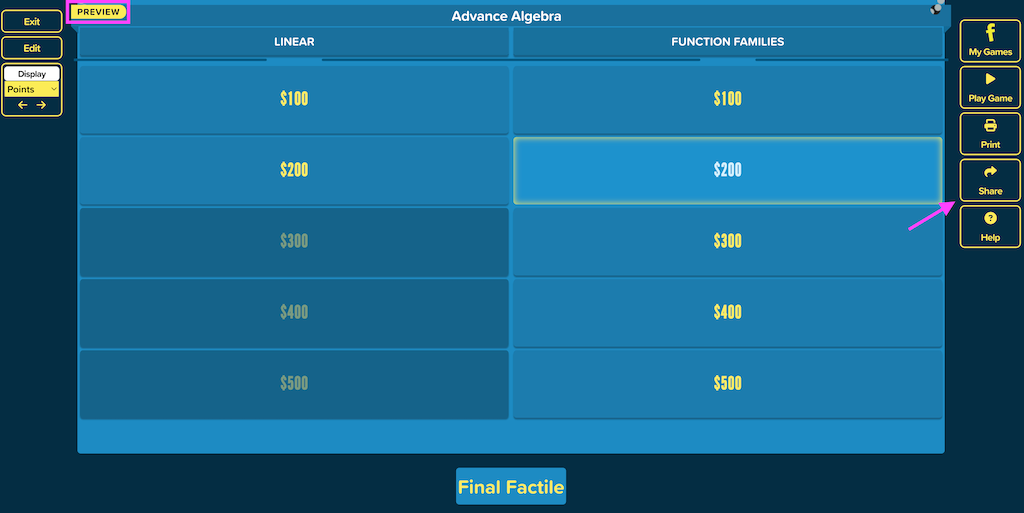 Exit
Edit
Display
Points
PREVIEW
Advance Algebra
LINEAR
FUNCTION FAMILIES
$100
$100
$200
$200
$300
$300
$400
$400
$500
$500
Final Factile
My Games
Play Game
Print
Share
Help